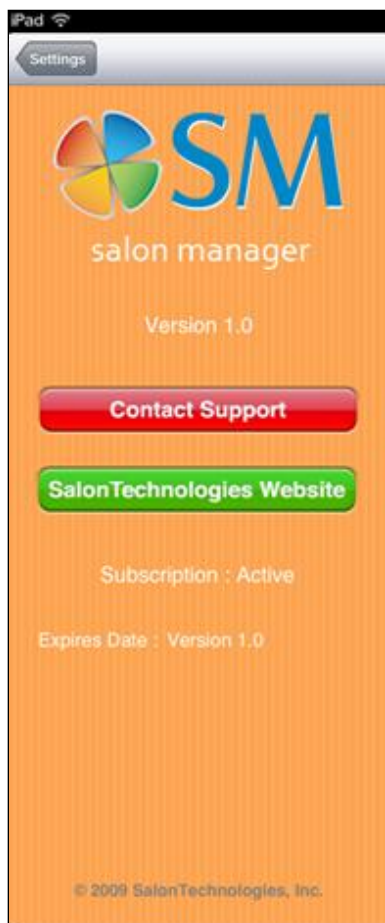 iPad
Settings
SM
salon manager
Version 1.0
Contact Support
SalonTechnologies Website
Subscription : Active
Expires Date : Version 1.0
© 2009 SalonTechnologies, Inc.